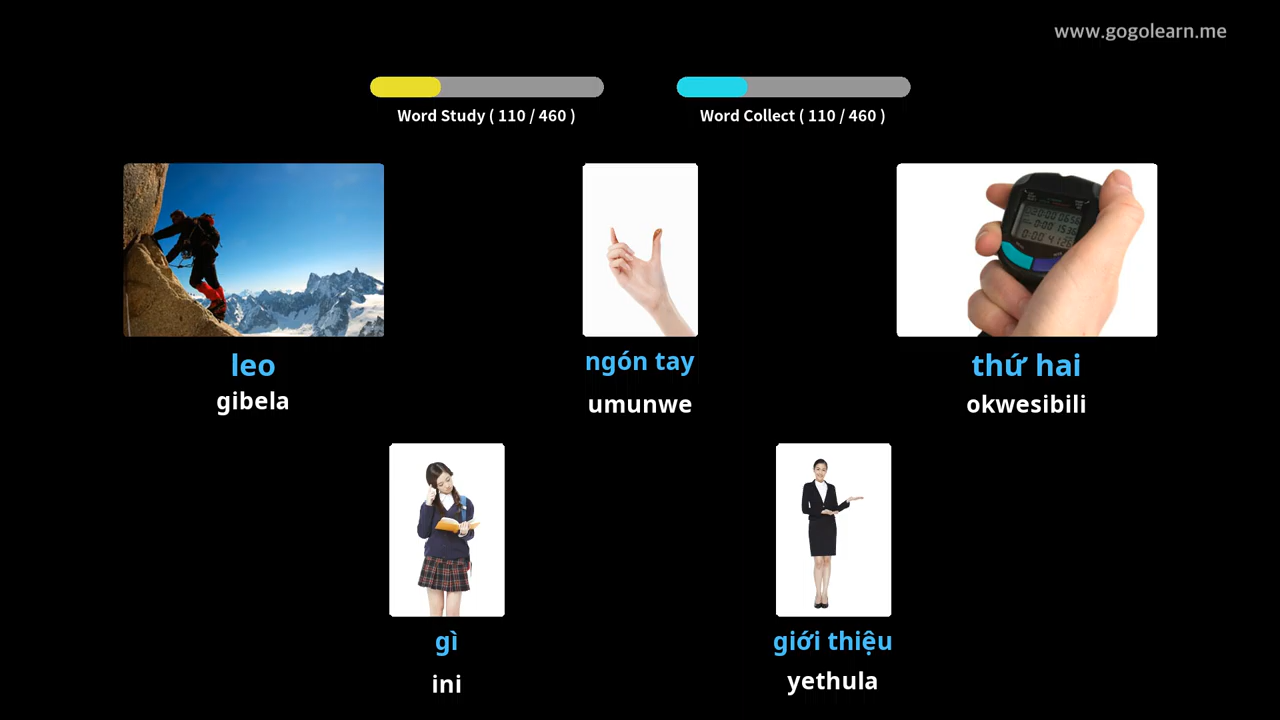 www.gogolearn.me
Word Study ( 110 / 460 )
Word Collect ( 110 / 460 )
leo
gibela
ngón tay
umunwe
thứ hai
okwesibili
gì
ini
giới thiệu
yethula